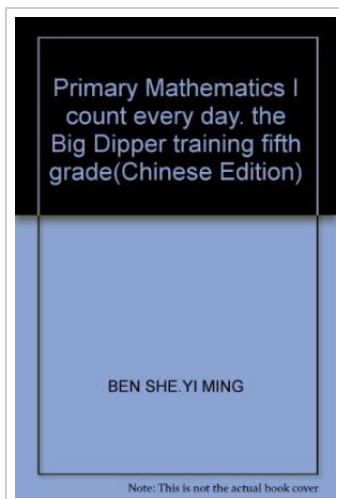 Primary Mathematics I
count every day. the
Big Dipper training fifth
grade(Chinese Edition)
BEN SHE.YI MING
Note: This is not the actual book cover